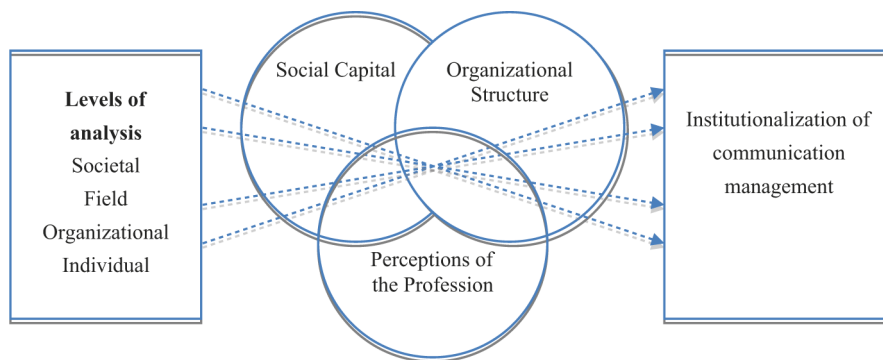 Levels of
analysis
Societal
Field
Organizational
Individual
Social Capital
Organizational
Structure
Perceptions of
the Profession
Institutionalization of
communication
management